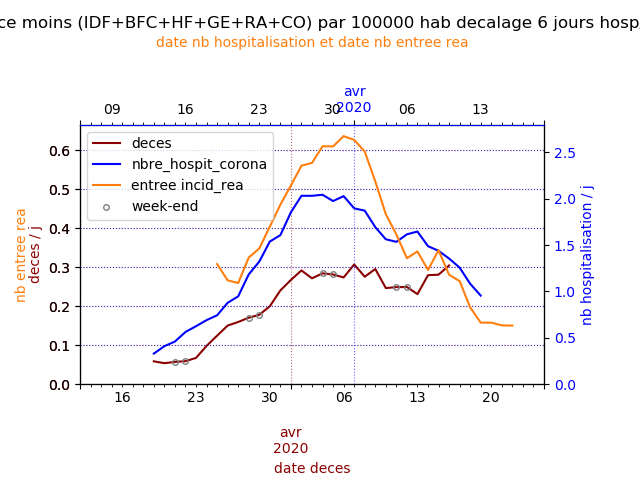 ce moins (IDF+BFC+HF+GE+RA+CO) par 100000 hab decalage 6 jours hosp
date nb hospitalisation et date nb entree rea
avr
2020
09 16 23 30 06 13
deces
nbre_hospit_corona
entree incid_rea
week-end
0.6
0.5
0.4
0.3
0.2
0.1
0.0
nb entree rea
deces / j
2.5
2.0
1.5
1.0
0.5
0.0
nb hospitalisation / j
16 23 30 06 13 20
avr
2020
date deces